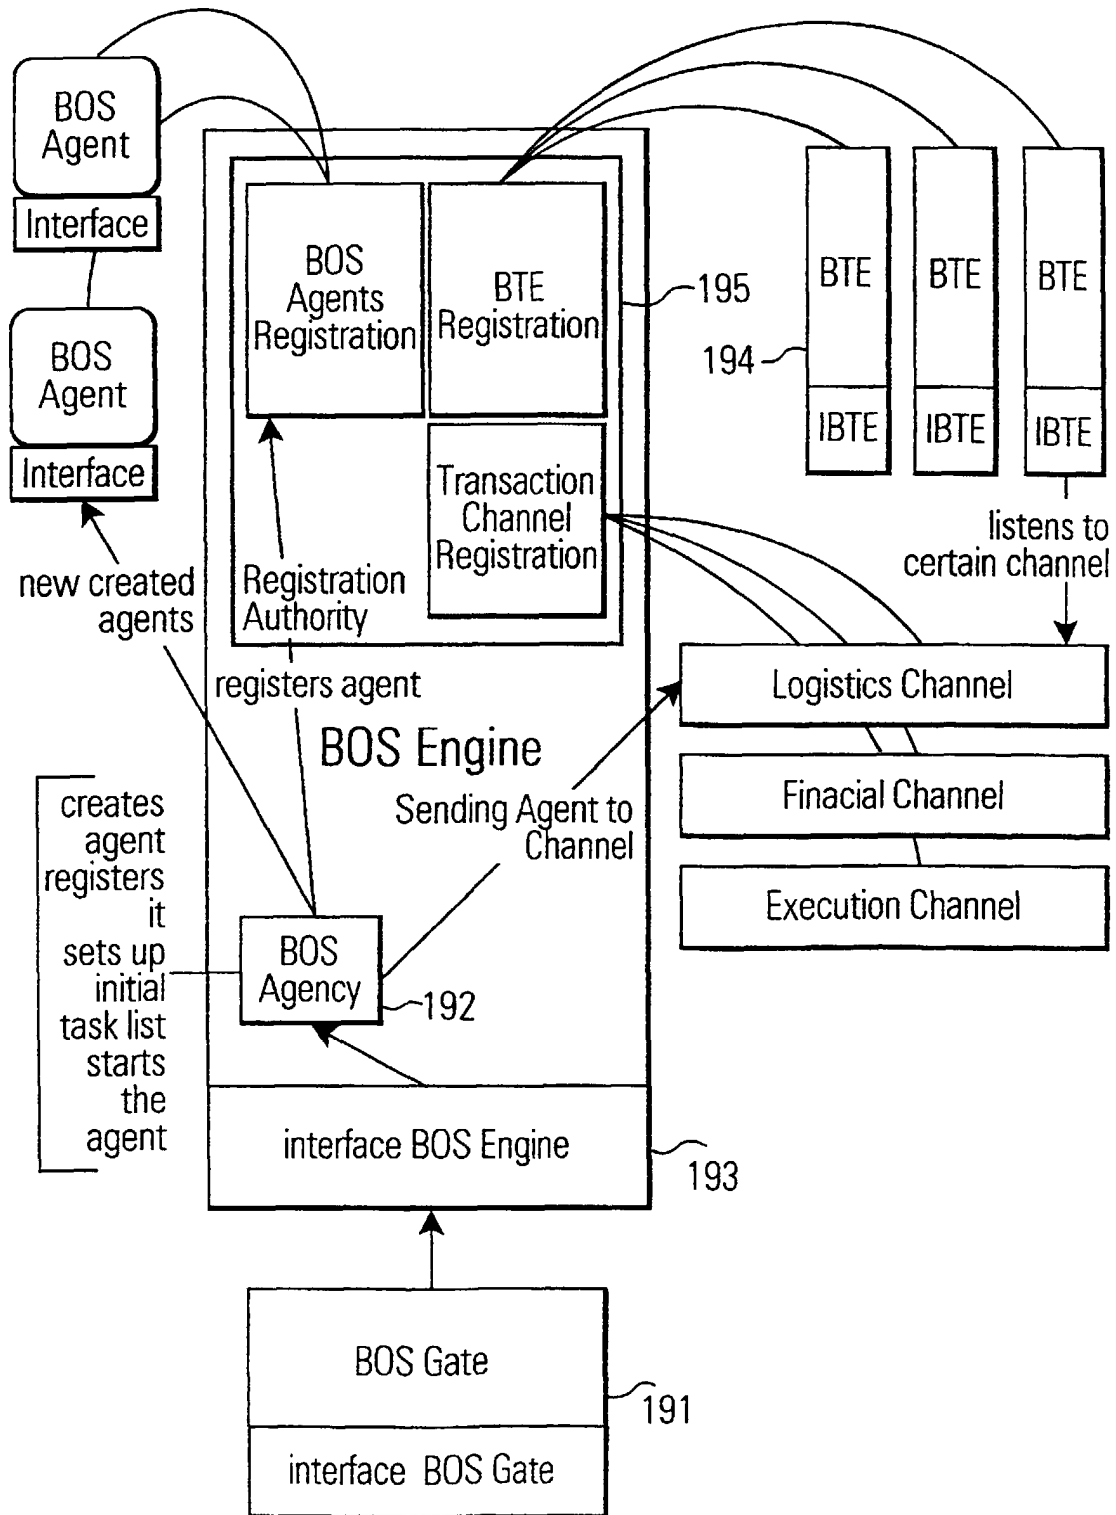 BOS
Agent
Interface
BOS
Agent
Interface
new created
agents
BOS
Agents
Registration
BTE
Registration
Transaction
Channel
Registration
Registration
Authority
registers agent
195
BTE
IBTE
BTE
IBTE
BTE
IBTE
194
listens to
certain channel
Logistics Channel
Finacial Channel
Execution Channel
BOS Engine
Sending Agent to
Channel
creates
agent
registers
it
sets up
initial
task list
starts
the
agent
BOS
Agency
192
interface BOS Engine
193
BOS Gate
191
interface BOS Gate